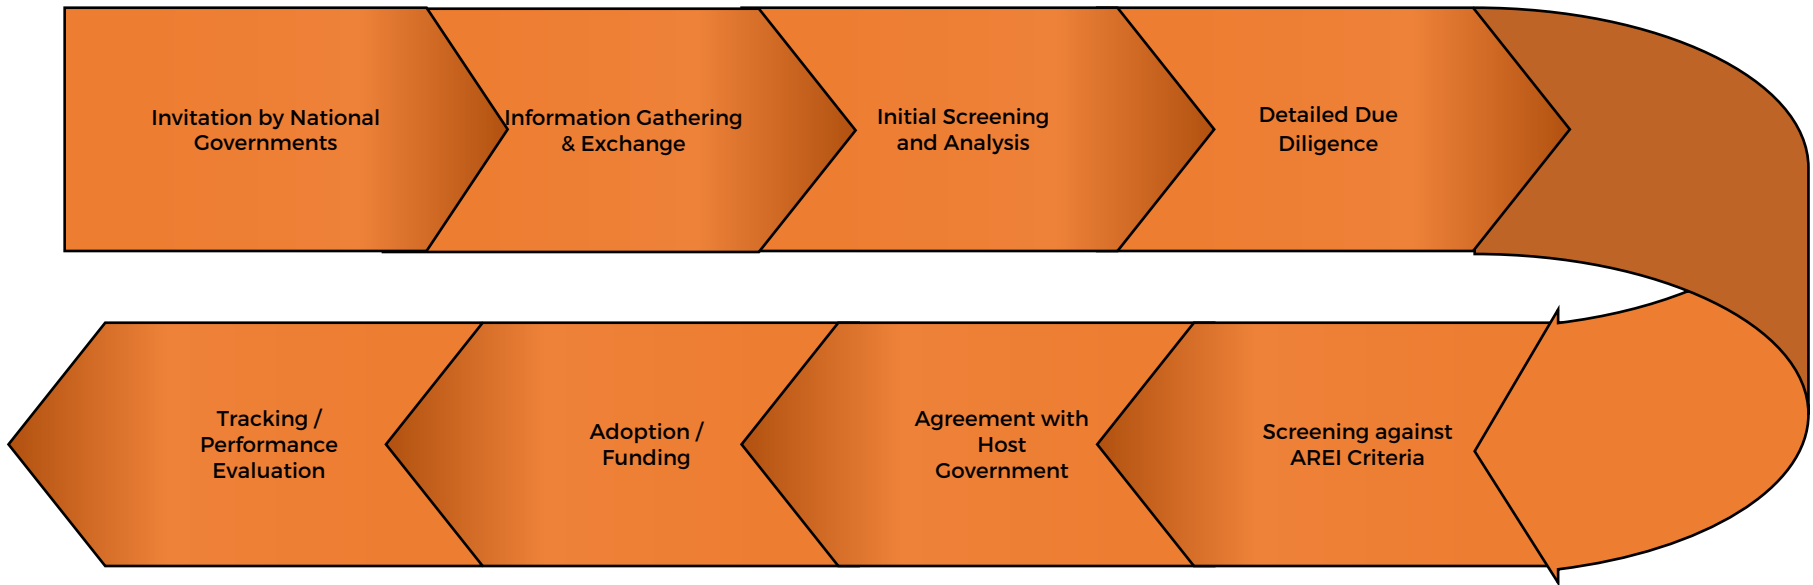 Invitation by National
Governments
Information Gathering
& Exchange
Initial Screening
and Analysis
Detailed Due
Diligence
Screening against
AREI Criteria
Agreement with
Host
Government
Adoption /
Funding
Tracking /
Performance
Evaluation